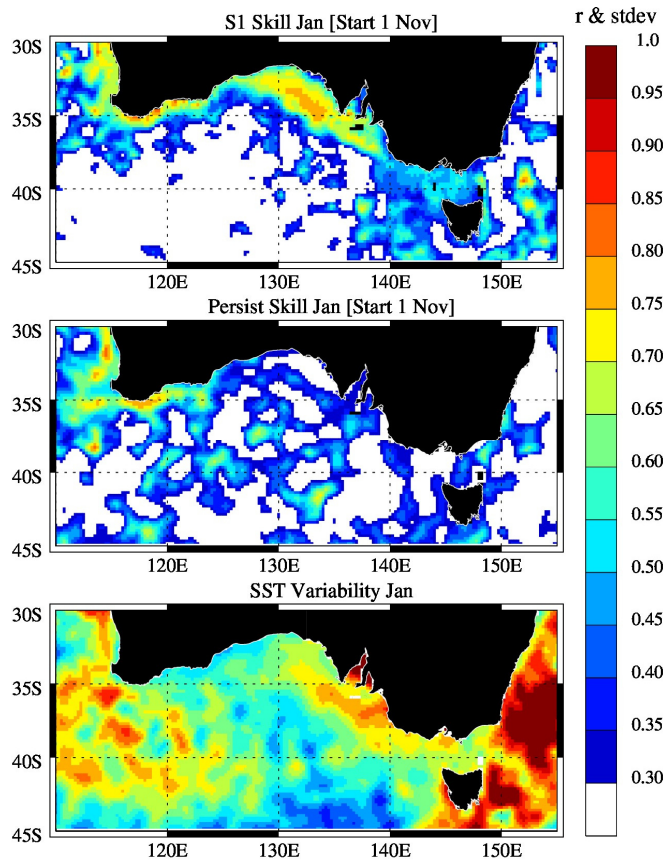 r & stdev
S1 Skill Jan [Start 1 Nov]
30S
35S
40S
45S
120E 130E 140E 150E
Persist Skill Jan [Start 1 Nov]
30S
35S
40S
45S
120E 130E 140E 150E
SST Variability Jan
30S
35S
40S
45S
120E 130E 140E 150E
1.0
0.95
0.90
0.85
0.80
0.75
0.70
0.65
0.60
0.55
0.50
0.45
0.40
0.35
0.30